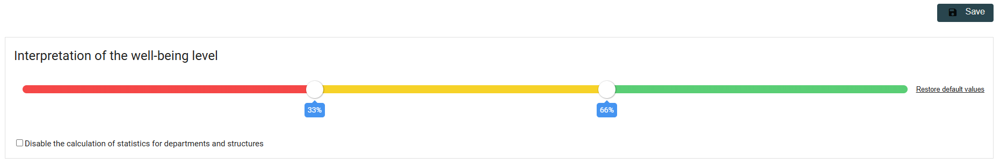 Save
Interpretation of the well-being level
Restore default values
33%
66%
Disable the calculation of statistics for departments and structures